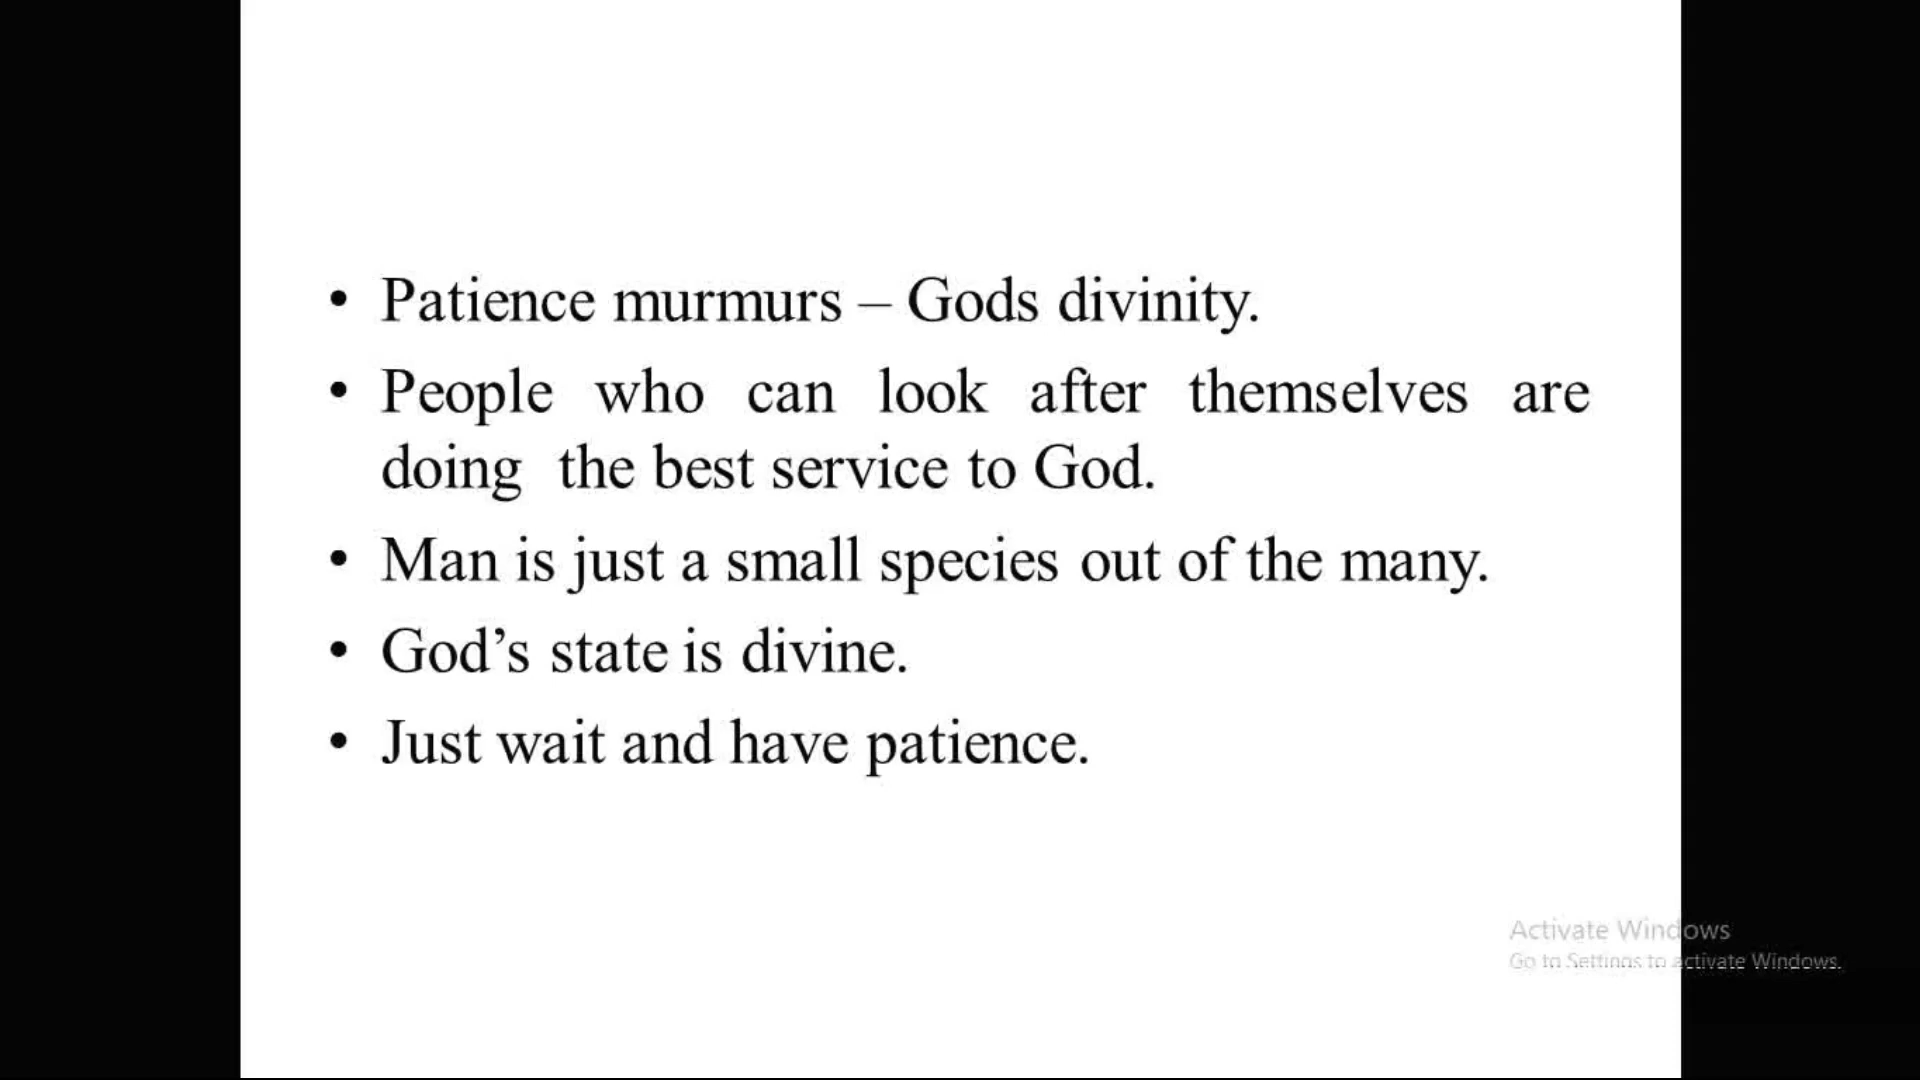 • Patience murmurs – Gods divinity.
• People who can look after themselves are
doing the best service to God.
• Man is just a small species out of the many.
• God’s state is divine.
• Just wait and have patience.
Activate Windows
Go to Settings to activate Windows.